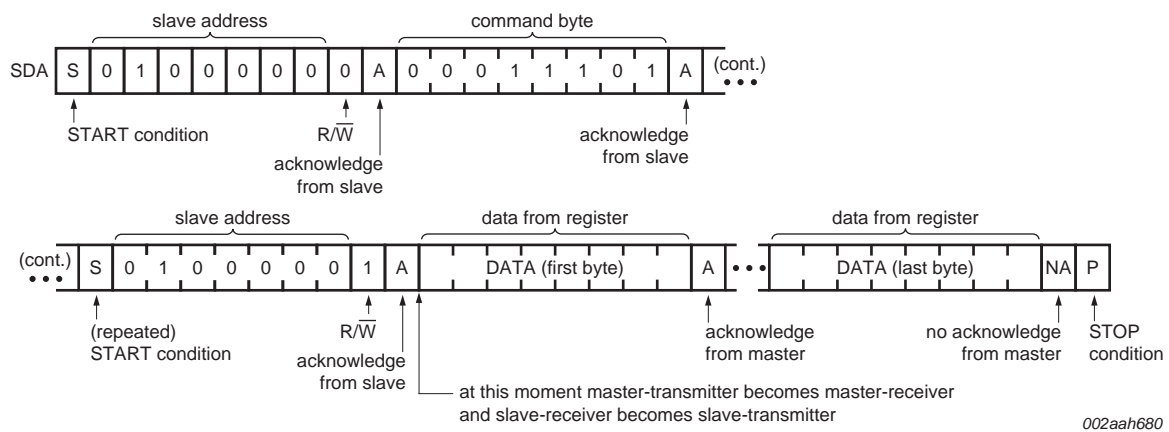 slave address command byte
SDA S 0 1 0 0 0 0 0 0 A 0 0 0 1 1 1 0 1 A (cont.)
START condition R/W acknowledge
acknowledge from slave
from slave
slave address data from register data from register
(cont.) S 0 1 0 0 0 0 0 1 A DATA (first byte) A DATA (last byte) NA P
(repeated) R/W acknowledge no acknowledge STOP
START condition acknowledge from master from master condition
from slave
at this moment master-transmitter becomes master-receiver
and slave-receiver becomes slave-transmitter
002aah680